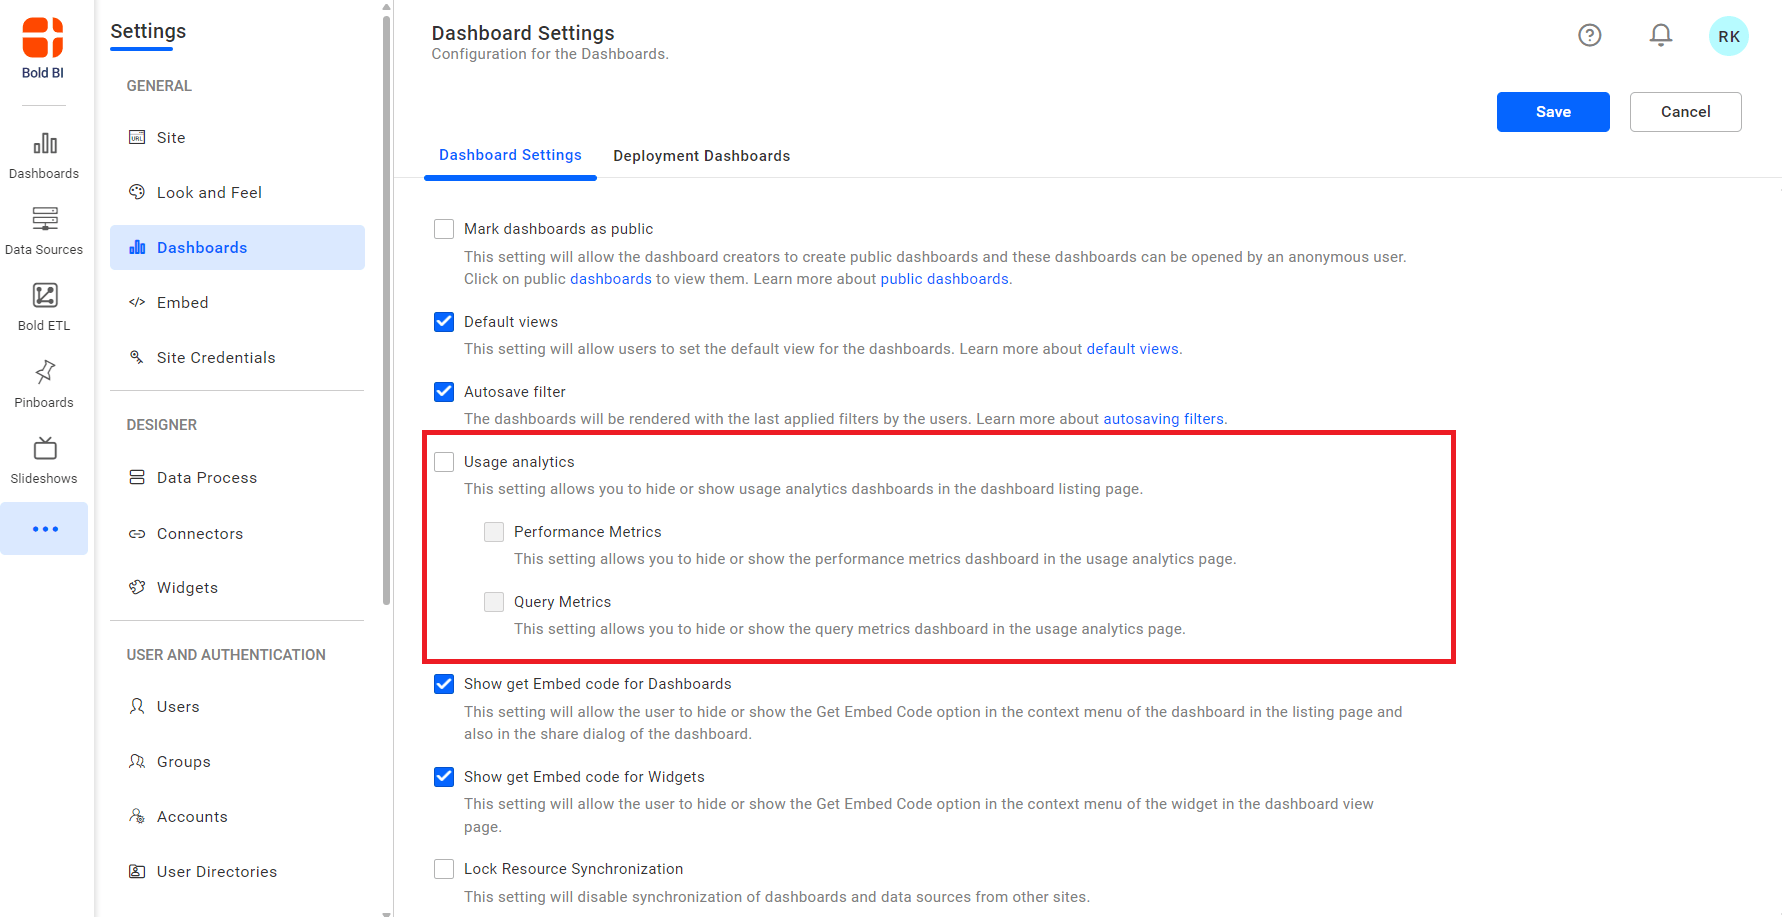 Bold BI
Dashboards
Data Sources
Bold ETL
Pinboards
Slideshows
Settings
GENERAL
URL
Site
Look and Feel
Dashboards
Embed
Site Credentials
DESIGNER
Data Process
Connectors
Widgets
USER AND AUTHENTICATION
Users
Groups
Accounts
User Directories
Dashboard Settings
Configuration for the Dashboards.
RK
Save
Cancel
Dashboard Settings
Deployment Dashboards
Mark dashboards as public
This setting will allow the dashboard creators to create public dashboards and these dashboards can be opened by an anonymous user.
Click on public dashboards to view them. Learn more about public dashboards.
Default views
This setting will allow users to set the default view for the dashboards. Learn more about default views.
Autosave filter
The dashboards will be rendered with the last applied filters by the users. Learn more about autosaving filters.
Usage analytics
This setting allows you to hide or show usage analytics dashboards in the dashboard listing page.
Performance Metrics
This setting allows you to hide or show the performance metrics dashboard in the usage analytics page.
Query Metrics
This setting allows you to hide or show the query metrics dashboard in the usage analytics page.
Show get Embed code for Dashboards
This setting will allow the user to hide or show the Get Embed Code option in the context menu of the dashboard in the listing page and
also in the share dialog of the dashboard.
Show get Embed code for Widgets
This setting will allow the user to hide or show the Get Embed Code option in the context menu of the widget in the dashboard view
page.
Lock Resource Synchronization
This setting will disable synchronization of dashboards and data sources from other sites.